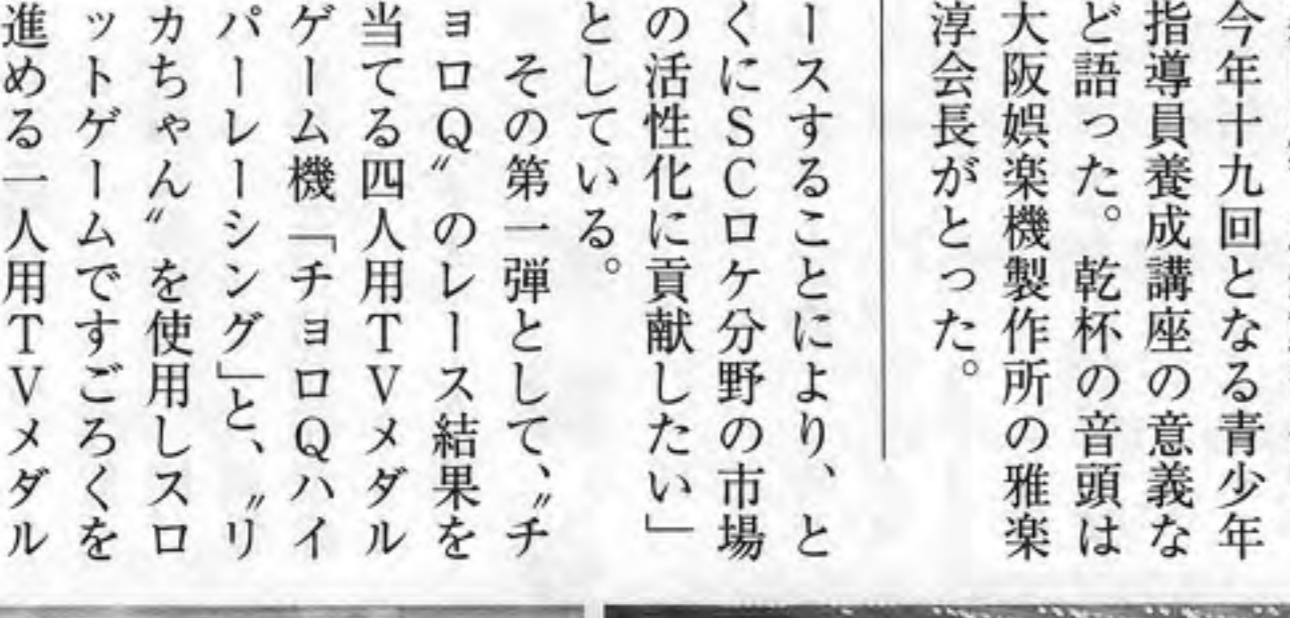 今年十九回となる青少年
指導員養成講座の意義な
ど語った。乾杯の音頭は
大阪娯楽機製作所の雅楽
淳会長がとった。
ースすることにより、と
くにSCロケ分野の市場
の活性化に貢献したい」
としている。
その第一弾として、〝チ
ョロQ〟のレース結果を
当てる四人用TVメダル
ゲーム機「チョロQハイ
パーレーシング」と、〝リ
カちゃん〟を使用しスロ
ットゲームですごろくを
進める一人用TVメダル